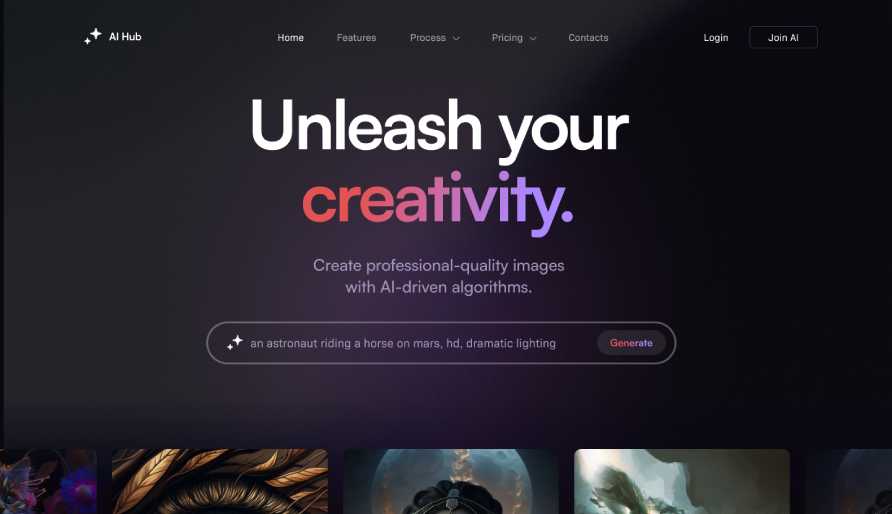 AI Hub
Home
Features
Process
Pricing
Contacts
Login
Join AI
Unleash your
creativity.
Create professional-quality images
with AI-driven algorithms.
an astronaut riding a horse on mars, hd, dramatic lighting
Generate